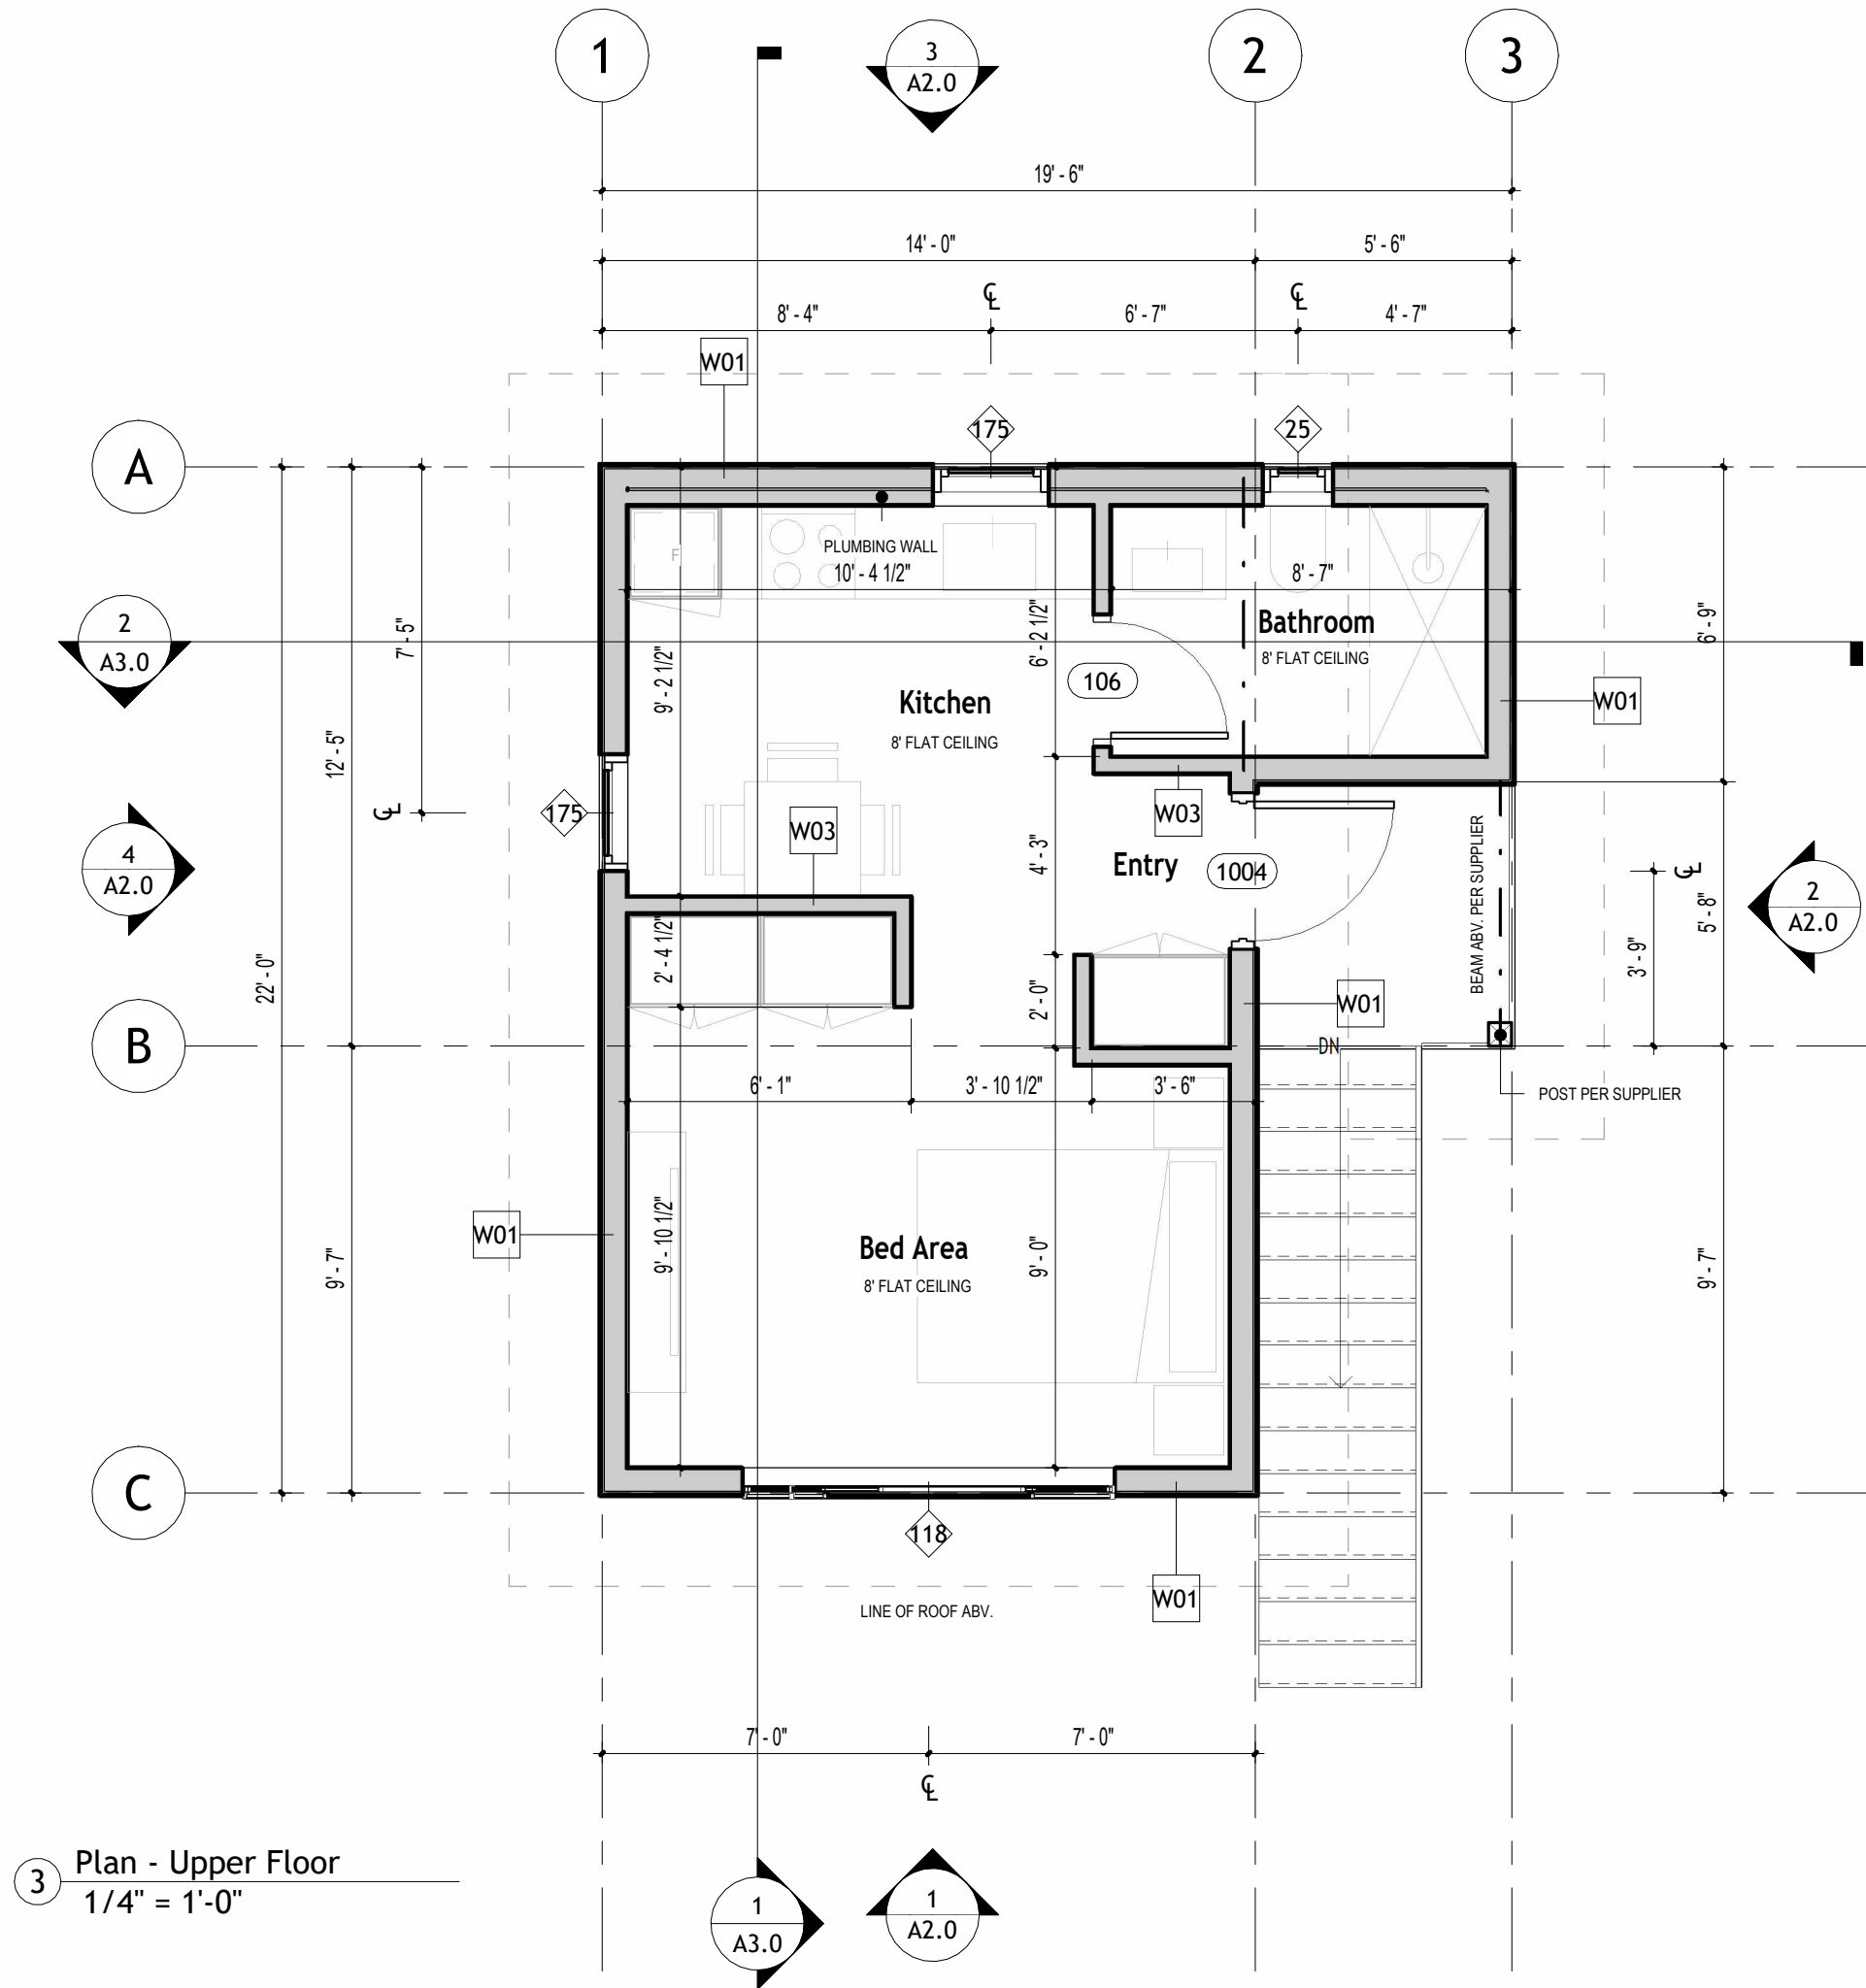 1
3
A2.0
2
3
19' - 6"
14' - 0"
5' - 6"
℄
℄
8' - 4"
6' - 7"
4' - 7"
W01
175
25
A
PLUMBING WALL
F
10' - 4 1/2"
8' - 7"
2
A3.0
7' - 5"
9' - 2 1/2"
6' - 2 1/2"
Bathroom
8' FLAT CEILING
6' - 9"
106
Kitchen
8' FLAT CEILING
W01
12' - 5"
℄
175
W03
W03
4
A2.0
4' - 3"
Entry
1004
BEAM ABV. PER SUPPLIER
℄
2
A2.0
5' - 8"
3' - 9"
22' - 0"
2' - 4 1/2"
2' - 0"
W01
B
DN
6' - 1"
3' - 10 1/2"
3' - 6"
POST PER SUPPLIER
W01
9' - 7"
9' - 10 1/2"
Bed Area
8' FLAT CEILING
9' - 0"
9' - 7"
C
118
W01
LINE OF ROOF ABV.
7' - 0"
7' - 0"
℄
3
Plan - Upper Floor
1/4" = 1'-0"
1
A3.0
1
A2.0